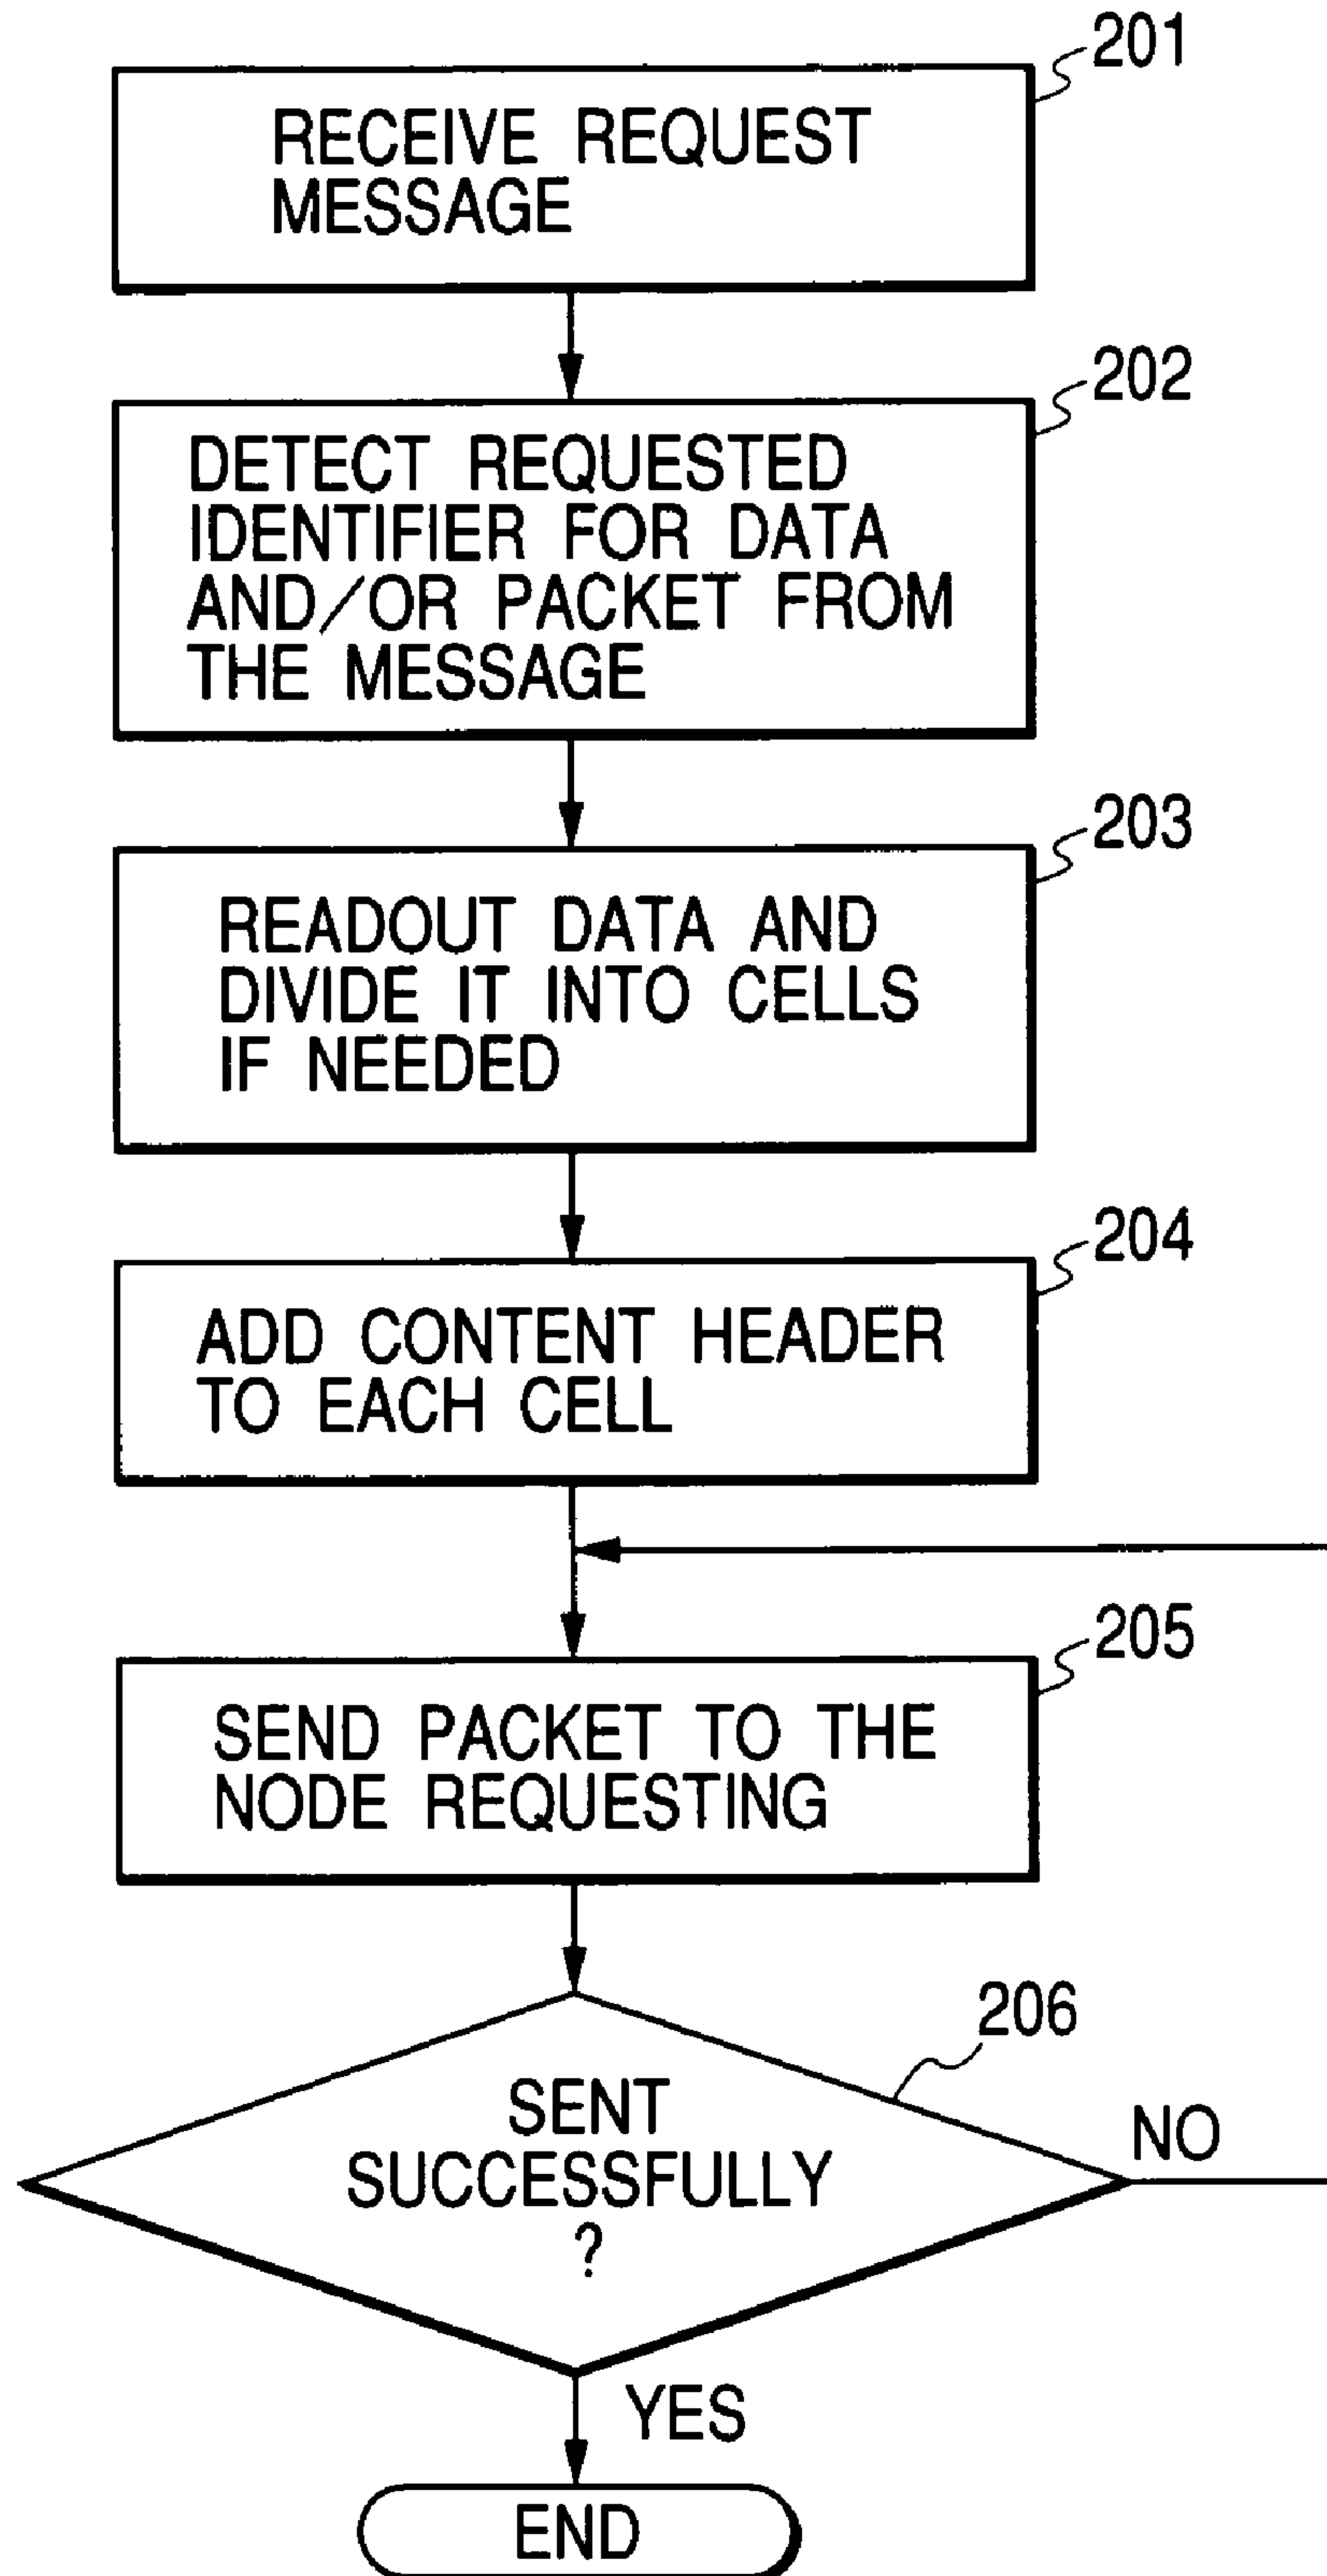 201
RECEIVE REQUEST
MESSAGE
202
DETECT REQUESTED
IDENTIFIER FOR DATA
AND/OR PACKET FROM
THE MESSAGE
203
READOUT DATA AND
DIVIDE IT INTO CELLS
IF NEEDED
204
ADD CONTENT HEADER
TO EACH CELL
205
SEND PACKET TO THE
NODE REQUESTING
206
SENT
SUCCESSFULLY
?
NO
YES
END